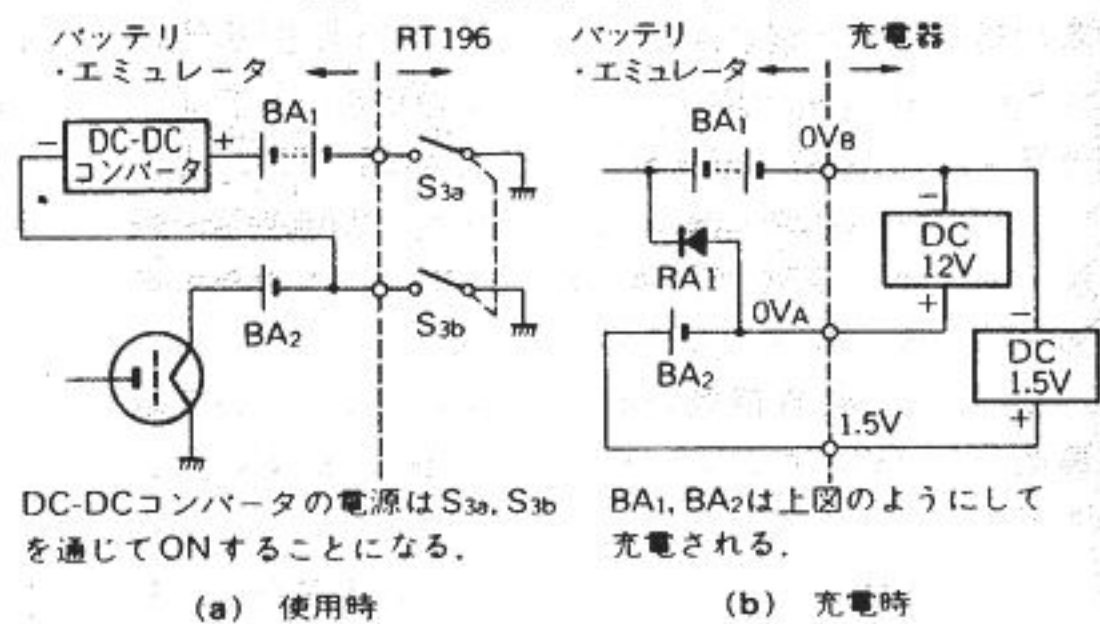 バッテリ
・エミュレータ
RT196
BA1
−
DC-DC
コンバータ
+
S3a
BA2
S3b
DC-DCコンバータの電源はS3a, S3b
を通じてONすることになる.
(a) 使用時
バッテリ
・エミュレータ
充電器
BA1
0VB
−
DC
12V
+
RA1
0VA
BA2
−
DC
1.5V
+
1.5V
BA1, BA2は上図のようにして
充電される.
(b) 充電時